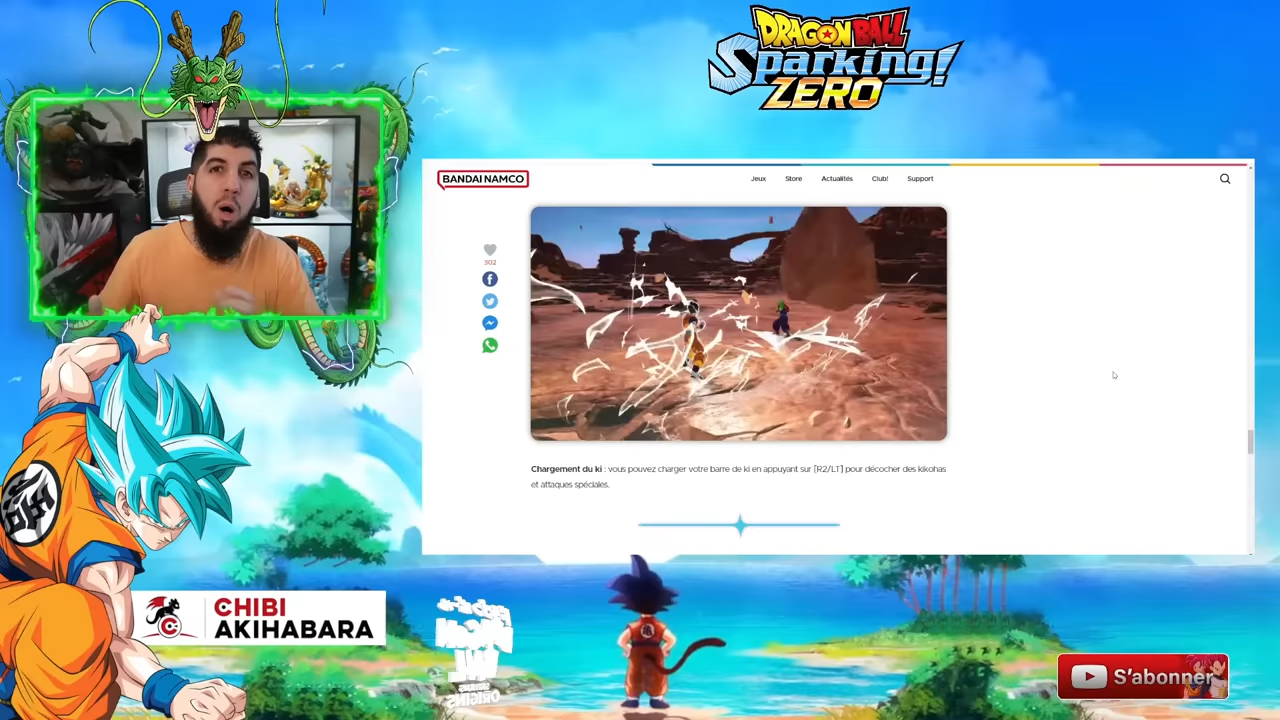 DRAGON BALL
Sparking!
ZERO
BANDAI NAMCO
Jeux
Store
Actualités
Club!
Support
302
Chargement du ki : vous pouvez charger votre barre de ki en appuyant sur [R2/LT] pour décocher des kikohas
et attaques spéciales.
CHIBI
AKIHABARA
S'abonner